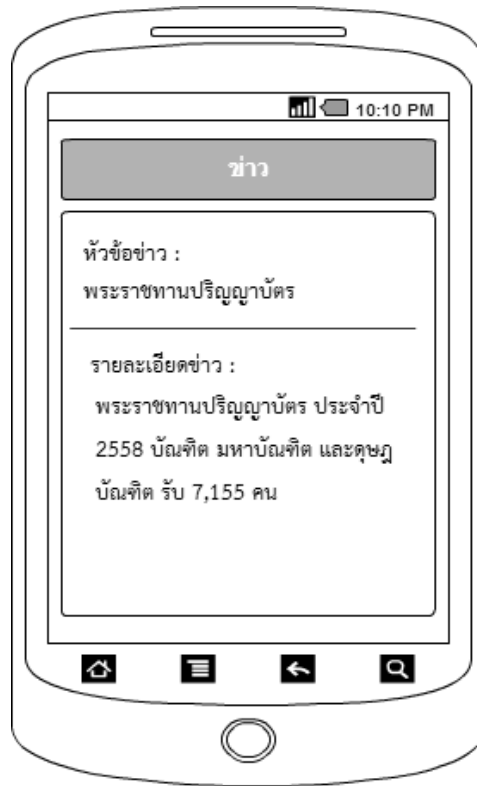 10:10 PM
ข่าว
หัวข้อข่าว :
พระราชทานปริญญาบัตร
รายละเอียดข่าว :
พระราชทานปริญญาบัตร ประจำปี
2558 บัณฑิต มหาบัณฑิต และดุษฎ
บัณฑิต รับ 7,155 คน